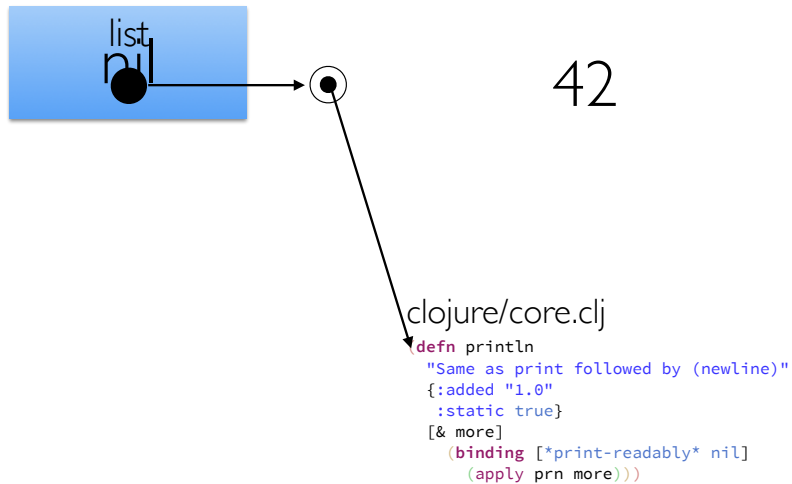 list
nil
42
clojure/core.clj
(defn println
  "Same as print followed by (newline)"
  {:added "1.0"
   :static true}
  [& more]
    (binding [*print-readably* nil]
      (apply prn more)))